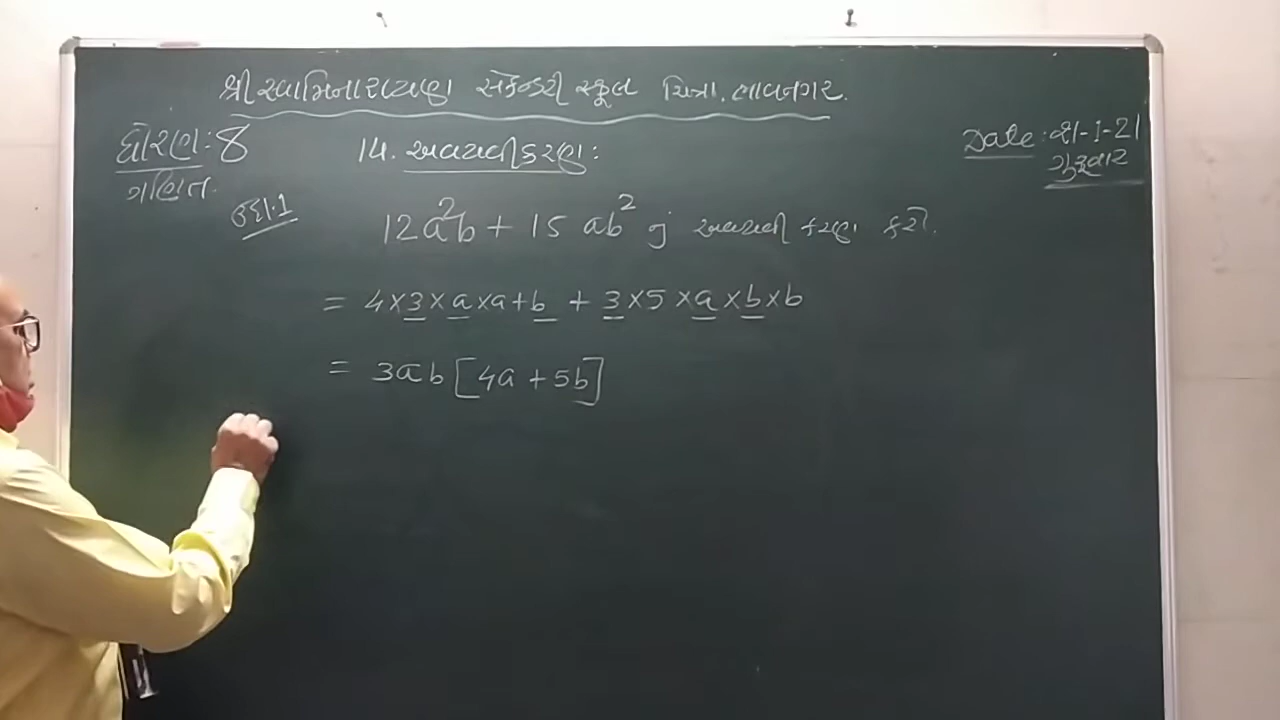 શ્રી સ્વામિનારાયણ સેકન્ડરી સ્કૂલ ચિત્રા, ભાવનગર.
ધોરણ: 8
ગણિત.
14. અવયવીકરણ:
Date: 21-1-21
ગુરૂવાર
ઉદા.1 12a²b + 15 ab² નું અવયવી કરણ કરો.
= 4×3×a×a+b + 3×5×a×b×b
= 3ab[4a + 5b]